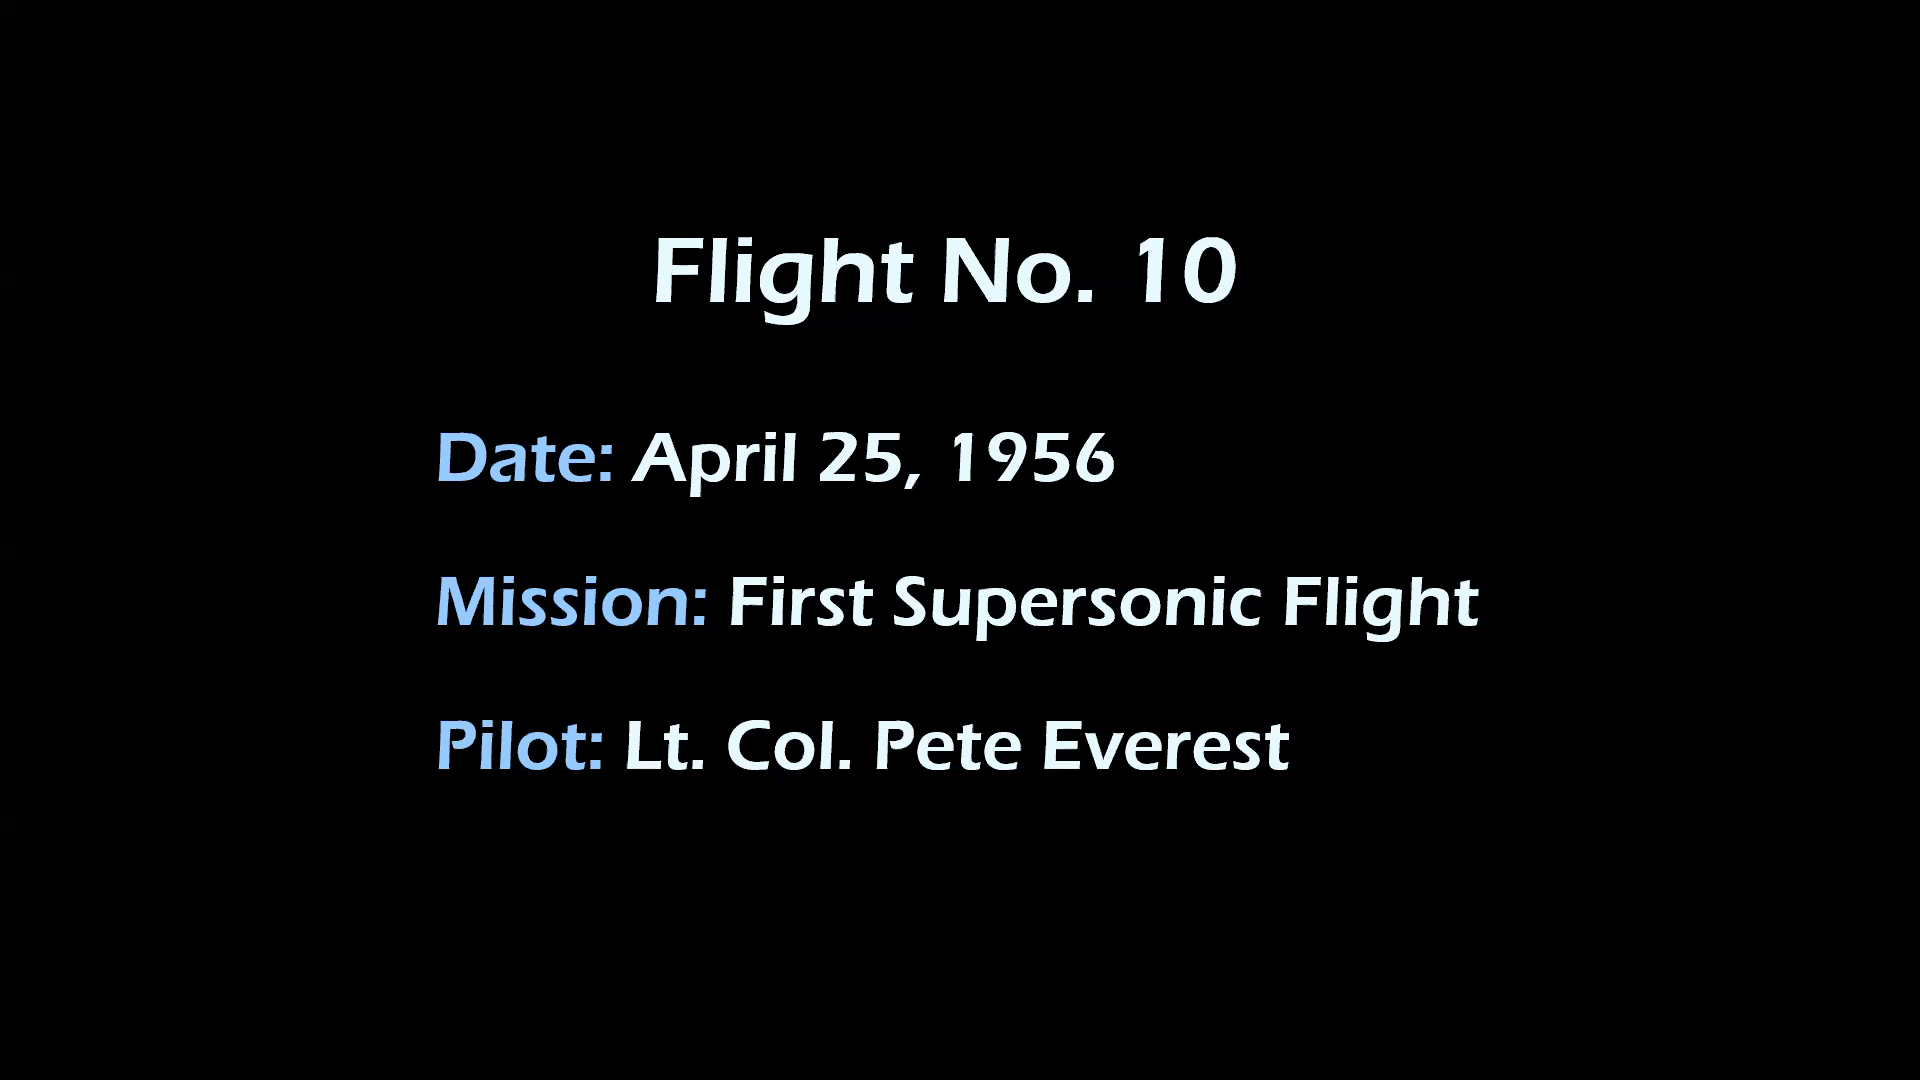 Flight No. 10
Date: April 25, 1956
Mission: First Supersonic Flight
Pilot: Lt. Col. Pete Everest